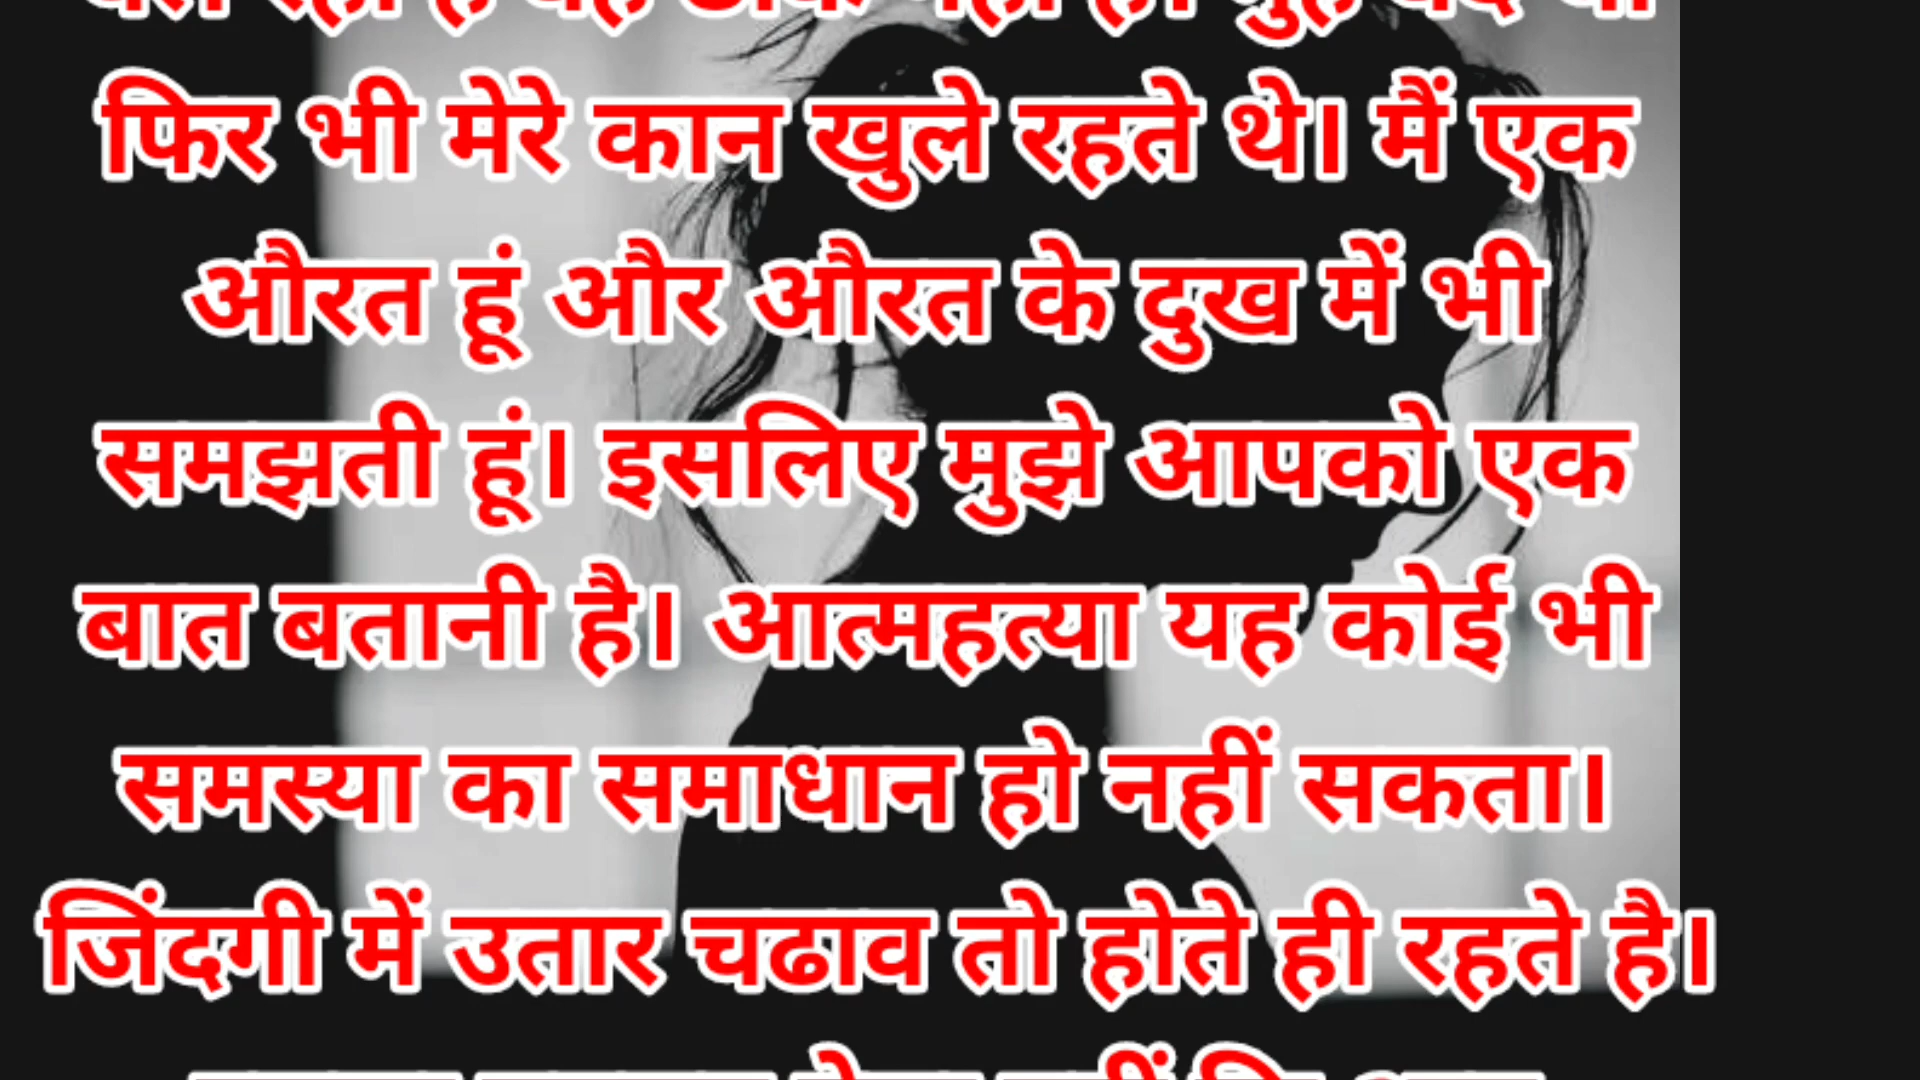 फिर भी मेरे कान खुले रहते थे। मैं एक
औरत हूं और औरत के दुख में भी
समझती हूं। इसलिए मुझे आपको एक
बात बतानी है। आत्महत्या यह कोई भी
समस्या का समाधान हो नहीं सकता।
जिंदगी में उतार चढाव तो होते ही रहते है।